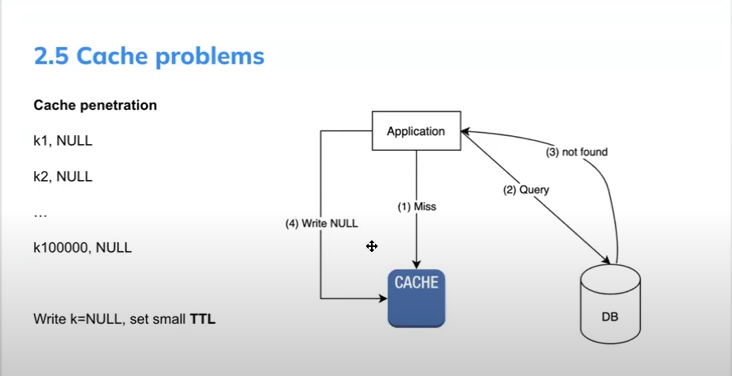 2.5 Cache problems
Cache penetration
k1, NULL
k2, NULL
...
k100000, NULL
Write k=NULL, set small TTL
Application
(3) not found
(2) Query
(1) Miss
(4) Write NULL
CACHE
DB